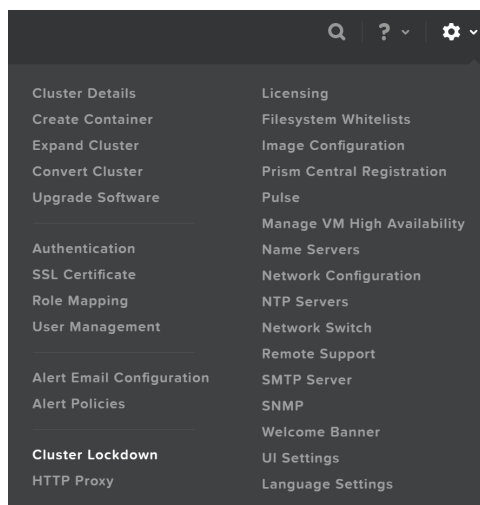 ?
Cluster Details
Create Container
Expand Cluster
Convert Cluster
Upgrade Software
Authentication
SSL Certificate
Role Mapping
User Management
Alert Email Configuration
Alert Policies
Cluster Lockdown
HTTP Proxy
Licensing
Filesystem Whitelists
Image Configuration
Prism Central Registration
Pulse
Manage VM High Availability
Name Servers
Network Configuration
NTP Servers
Network Switch
Remote Support
SMTP Server
SNMP
Welcome Banner
UI Settings
Language Settings